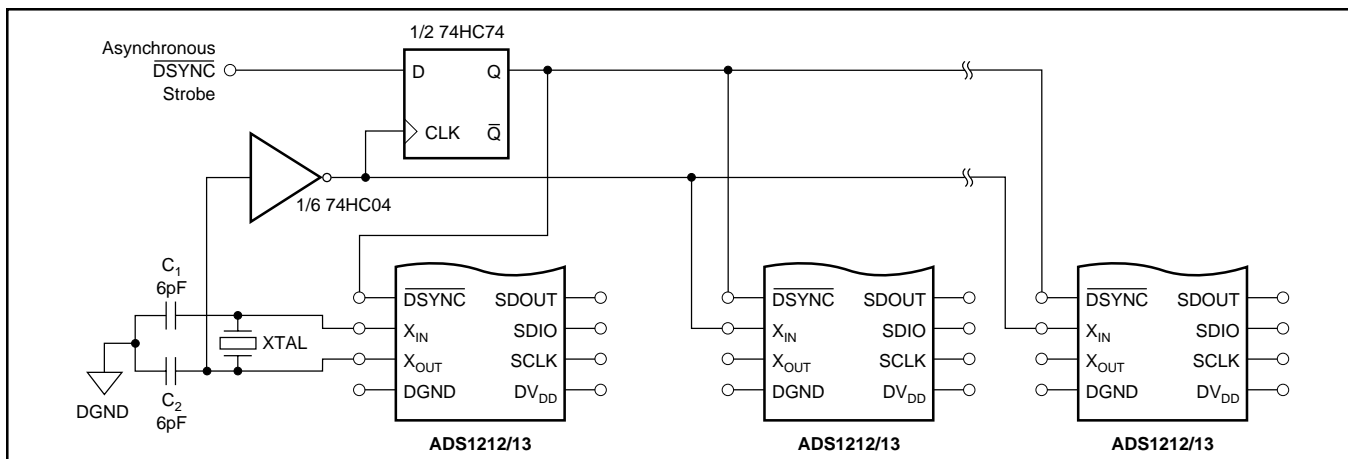 1/2 74HC74
Asynchronous
DSYNC
Strobe
D
Q
CLK
Q
1/6 74HC04
C1
6pF
XTAL
C2
6pF
DGND
DSYNC
SDOUT
XIN
SDIO
XOUT
SCLK
DGND
DVDD
ADS1212/13
DSYNC
SDOUT
XIN
SDIO
XOUT
SCLK
DGND
DVDD
ADS1212/13
DSYNC
SDOUT
XIN
SDIO
XOUT
SCLK
DGND
DVDD
ADS1212/13